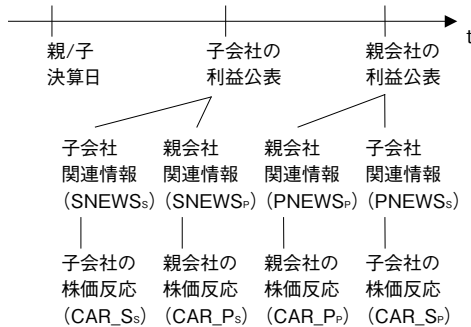 t
親/子
決算日
子会社の
利益公表
親会社の
利益公表
子会社
関連情報
(SNEWSₛ)
親会社
関連情報
(SNEWSₚ)
親会社
関連情報
(PNEWSₚ)
子会社
関連情報
(PNEWSₛ)
子会社の
株価反応
(CAR_Sₛ)
親会社の
株価反応
(CAR_Pₛ)
親会社の
株価反応
(CAR_Pₚ)
子会社の
株価反応
(CAR_Sₚ)